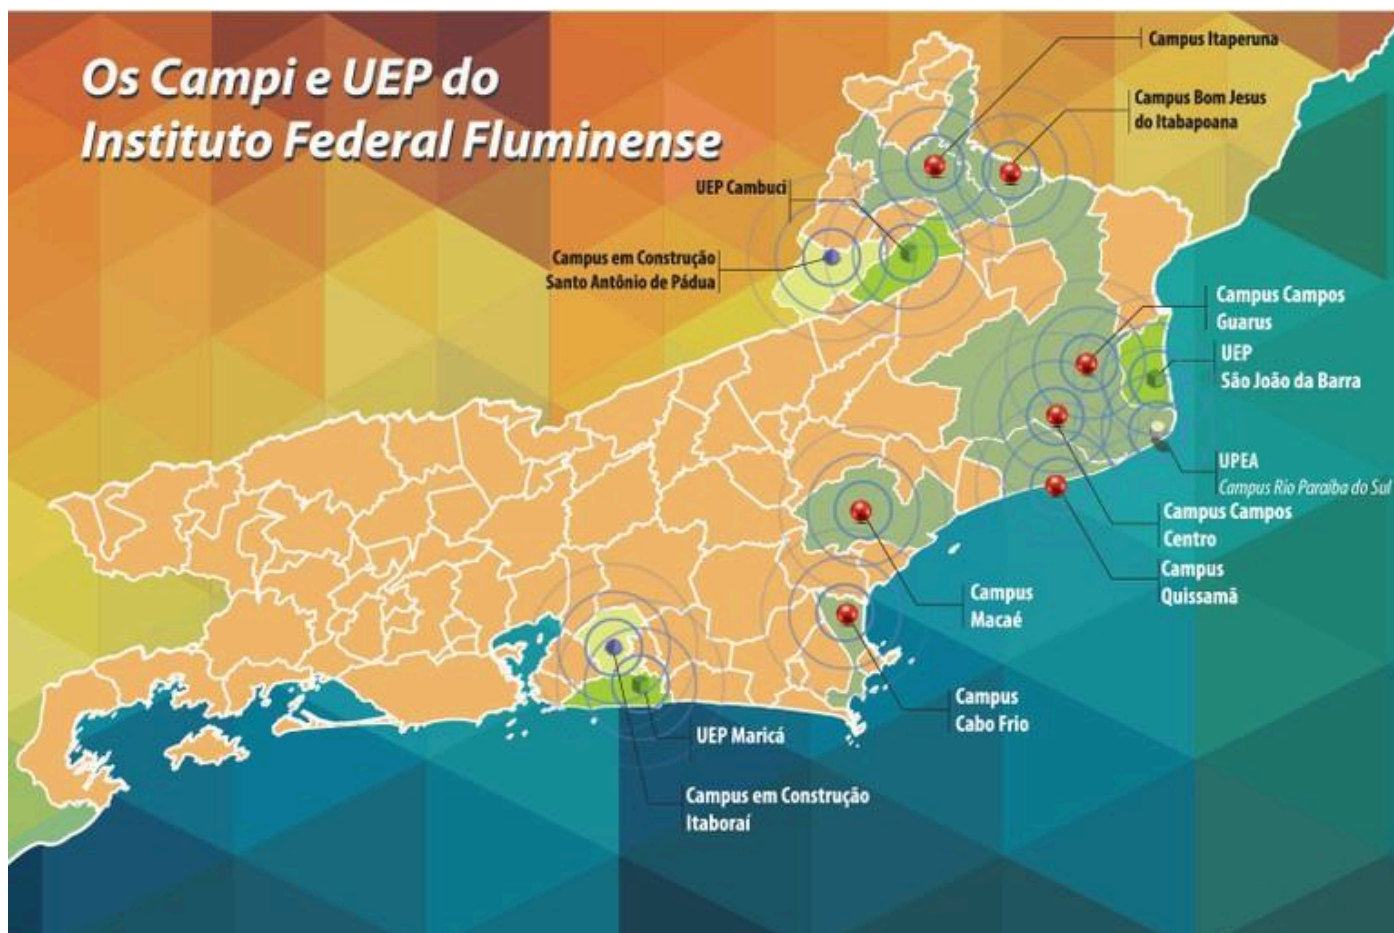 Os Campi e UEP do
Instituto Federal Fluminense
Campus Itaperuna
Campus Bom Jesus
do Itabapoana
UEP Cambuci
Campus em Construção
Santo Antônio de Pádua
Campus Campos
Guarus
UEP
São João da Barra
UPEA
Campus Rio Paraíba do Sul
Campus Campos
Centro
Campus
Quissamã
Campus
Macaé
Campus
Cabo Frio
UEP Maricá
Campus em Construção
Itaboraí